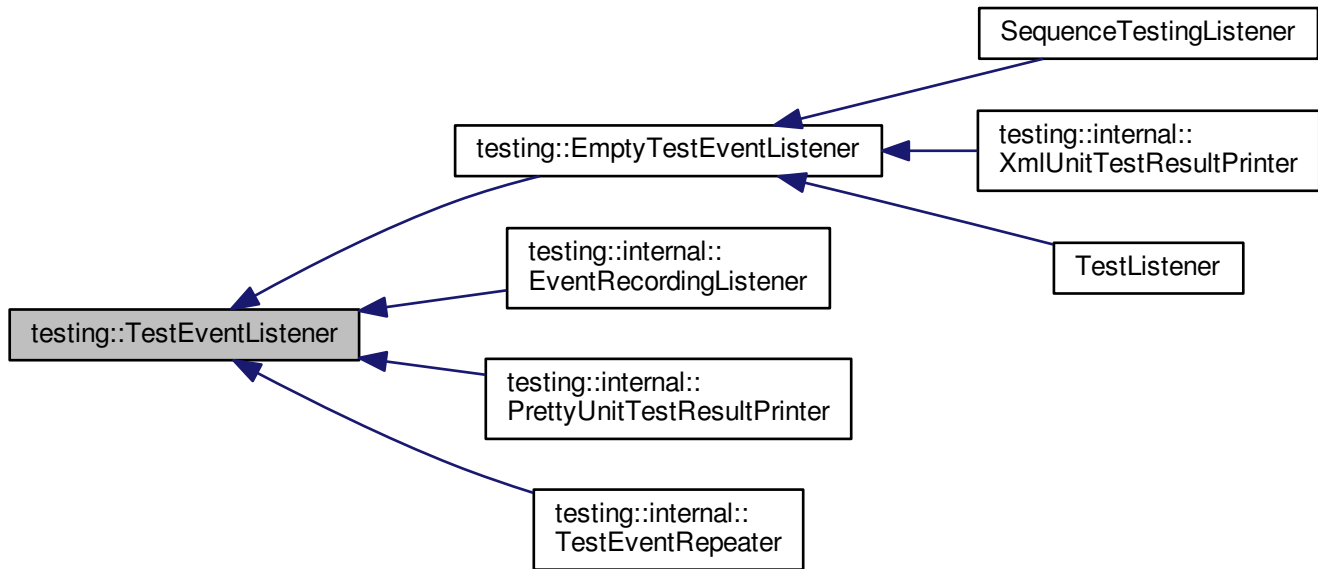 SequenceTestingListener
testing::internal::
XmlUnitTestResultPrinter
testing::EmptyTestEventListener
TestListener
testing::internal::
EventRecordingListener
testing::TestEventListener
testing::internal::
PrettyUnitTestResultPrinter
testing::internal::
TestEventRepeater